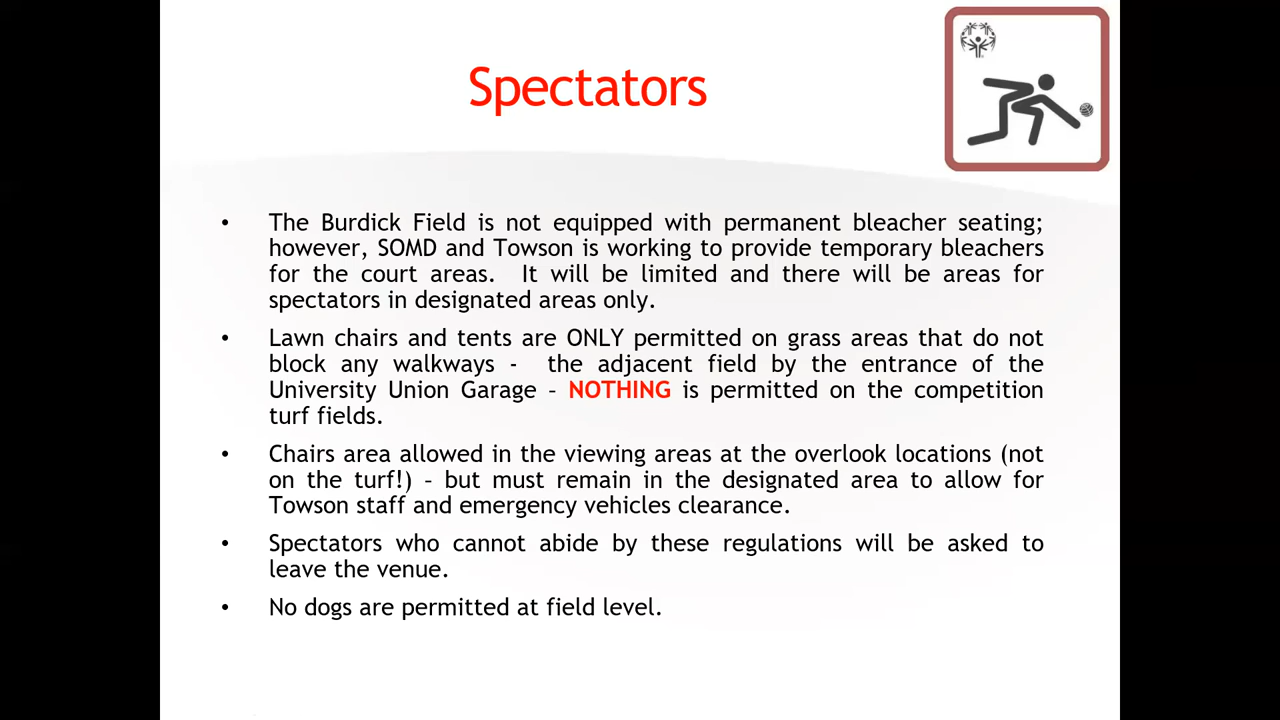 Spectators
• The Burdick Field is not equipped with permanent bleacher seating;
however, SOMD and Towson is working to provide temporary bleachers
for the court areas.  It will be limited and there will be areas for
spectators in designated areas only.
• Lawn chairs and tents are ONLY permitted on grass areas that do not
block any walkways -  the adjacent field by the entrance of the
University Union Garage – NOTHING is permitted on the competition
turf fields.
• Chairs area allowed in the viewing areas at the overlook locations (not
on the turf!) – but must remain in the designated area to allow for
Towson staff and emergency vehicles clearance.
• Spectators who cannot abide by these regulations will be asked to
leave the venue.
• No dogs are permitted at field level.